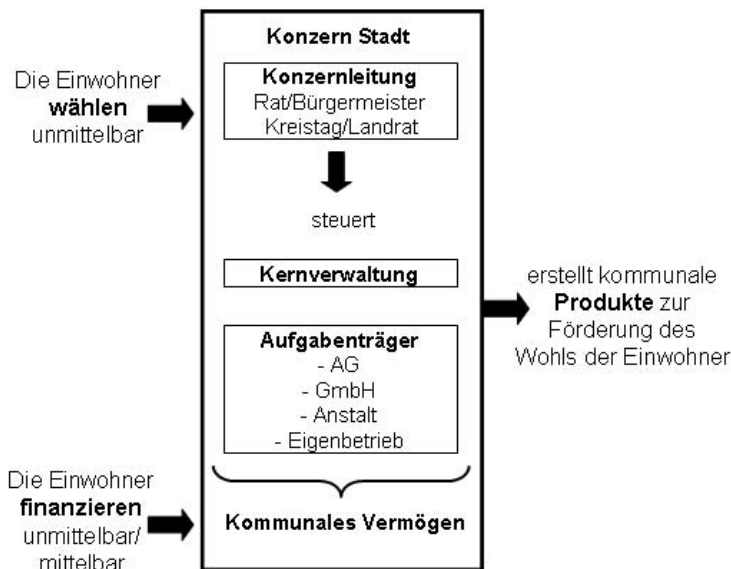 Konzern Stadt
Die Einwohner
wählen
unmittelbar
Konzernleitung
Rat/Bürgermeister
Kreistag/Landrat
steuert
Kernverwaltung
Aufgabenträger
- AG
- GmbH
- Anstalt
- Eigenbetrieb
erstellt kommunale
Produkte zur
Förderung des
Wohls der Einwohner
Die Einwohner
finanzieren
unmittelbar/
mittelbar
Kommunales Vermögen